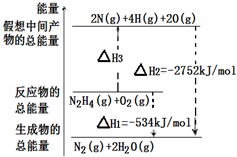 能量
假想中间产
物的总能量
2N(g)+4H(g)+2O(g)
△H3
△H2=-2752kJ/mol
反应物的
总能量
N₂H₄(g)+O₂(g)
△H1=-534kJ/mol
生成物的
总能量
N₂(g)+2H₂O(g)